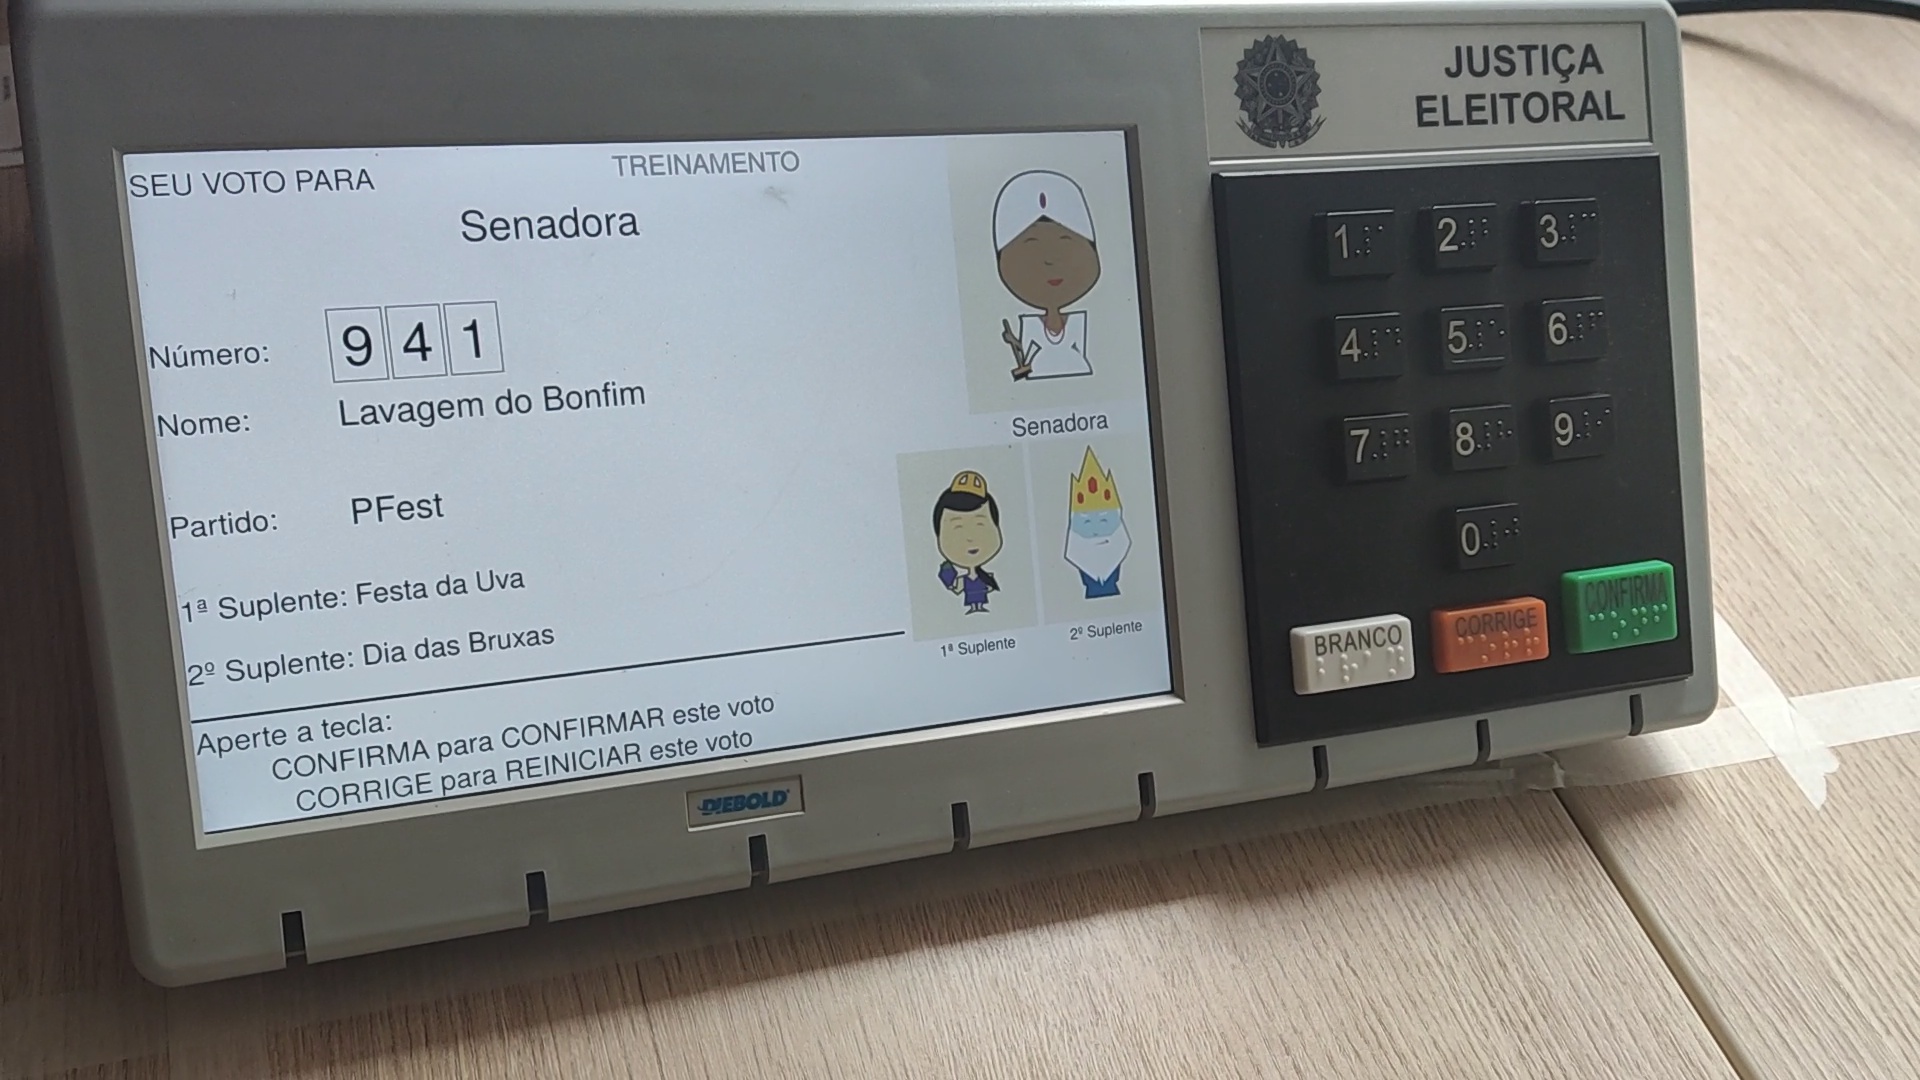 SEU VOTO PARA
TREINAMENTO
Senadora
Número: 9 4 1
Nome: Lavagem do Bonfim
Partido: PFest
1ª Suplente: Festa da Uva
2º Suplente: Dia das Bruxas
Senadora
1ª Suplente
2º Suplente
Aperte a tecla:
CONFIRMA para CONFIRMAR este voto
CORRIGE para REINICIAR este voto
DIEBOLD
JUSTIÇA
ELEITORAL
1 2 3
4 5 6
7 8 9
0
BRANCO CORRIGE CONFIRMA